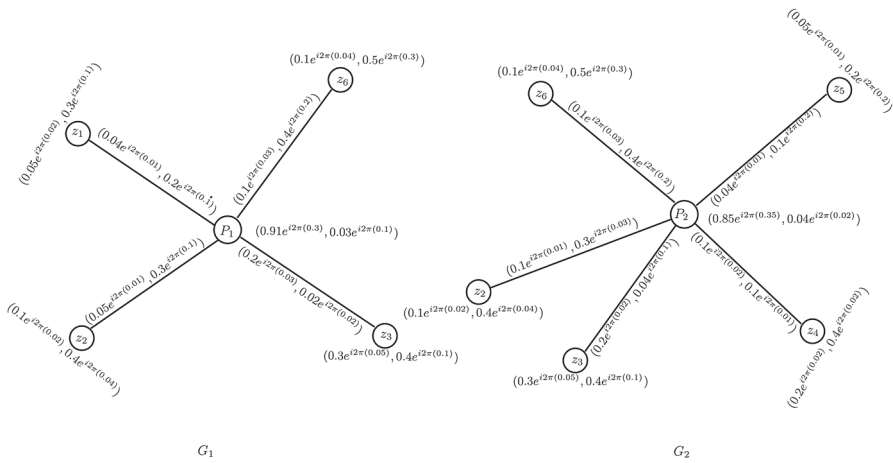 (0.1e^{i2π(0.04)}, 0.5e^{i2π(0.3)})
z₆
(0.05e^{i2π(0.02)}, 0.3e^{i2π(0.1)})
z₁
(0.04e^{i2π(0.01)}, 0.2e^{i2π(0.1)})
(0.1e^{i2π(0.03)}, 0.4e^{i2π(0.2)})
P₁
(0.91e^{i2π(0.3)}, 0.03e^{i2π(0.1)})
(0.05e^{i2π(0.01)}, 0.3e^{i2π(0.1)})
(0.2e^{i2π(0.03)}, 0.02e^{i2π(0.02)})
z₂
(0.1e^{i2π(0.02)}, 0.4e^{i2π(0.04)})
z₃
(0.3e^{i2π(0.05)}, 0.4e^{i2π(0.1)})
G₁
(0.05e^{i2π(0.01)}, 0.2e^{i2π(0.2)})
(0.1e^{i2π(0.04)}, 0.5e^{i2π(0.3)})
z₆
z₅
(0.1e^{i2π(0.03)}, 0.4e^{i2π(0.2)})
(0.04e^{i2π(0.01)}, 0.1e^{i2π(0.2)})
P₂
(0.85e^{i2π(0.35)}, 0.04e^{i2π(0.02)})
(0.1e^{i2π(0.01)}, 0.3e^{i2π(0.03)})
z₂
(0.1e^{i2π(0.02)}, 0.4e^{i2π(0.04)})
(0.2e^{i2π(0.02)}, 0.04e^{i2π(0.1)})
(0.1e^{i2π(0.02)}, 0.1e^{i2π(0.01)})
z₄
(0.2e^{i2π(0.02)}, 0.4e^{i2π(0.02)})
z₃
(0.3e^{i2π(0.05)}, 0.4e^{i2π(0.1)})
G₂